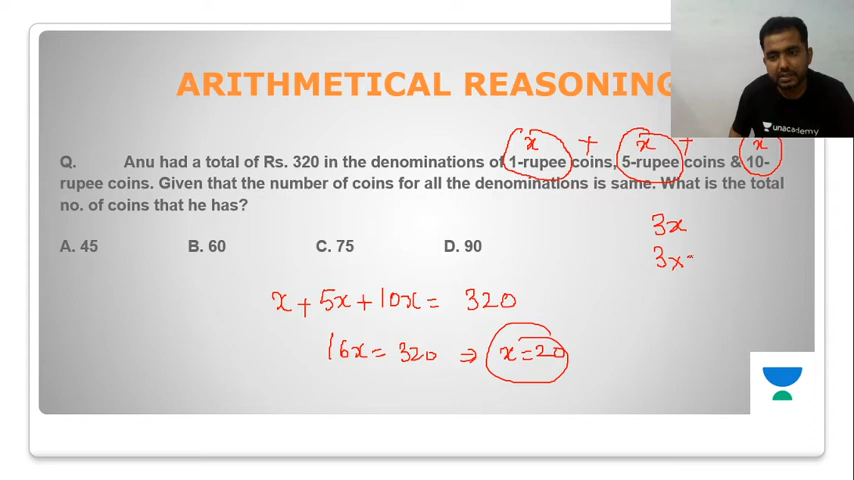 ARITHMETICAL REASONING
x + x + x
Q. Anu had a total of Rs. 320 in the denominations of 1-rupee coins, 5-rupee coins & 10-
rupee coins. Given that the number of coins for all the denominations is same. What is the total
no. of coins that he has?
3x
3x
A. 45 B. 60 C. 75 D. 90
x + 5x + 10x = 320
16x = 320 ⇒ x = 20
unacademy